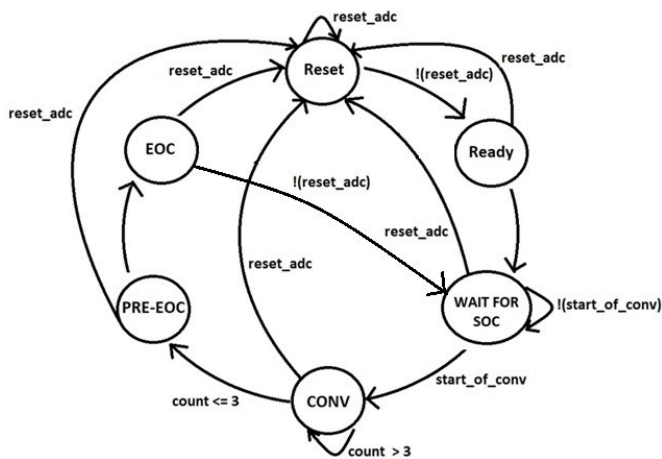 reset_adc
Reset
reset_adc
!(reset_adc)
reset_adc
reset_adc
EOC
Ready
!(reset_adc)
reset_adc
reset_adc
PRE-EOC
WAIT FOR
SOC
!(start_of_conv)
start_of_conv
count <= 3
CONV
count > 3